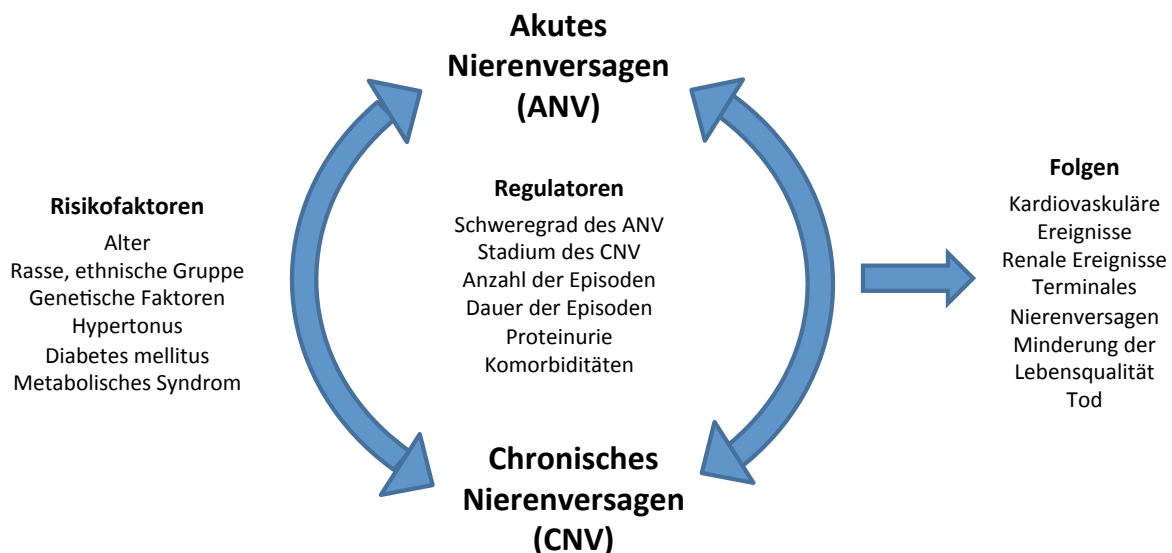 Akutes
Nierenversagen
(ANV)
Risikofaktoren
Alter
Rasse, ethnische Gruppe
Genetische Faktoren
Hypertonus
Diabetes mellitus
Metabolisches Syndrom
Regulatoren
Schweregrad des ANV
Stadium des CNV
Anzahl der Episoden
Dauer der Episoden
Proteinurie
Komorbiditäten
Folgen
Kardiovaskuläre
Ereignisse
Renale Ereignisse
Terminales
Nierenversagen
Minderung der
Lebensqualität
Tod
Chronisches
Nierenversagen
(CNV)